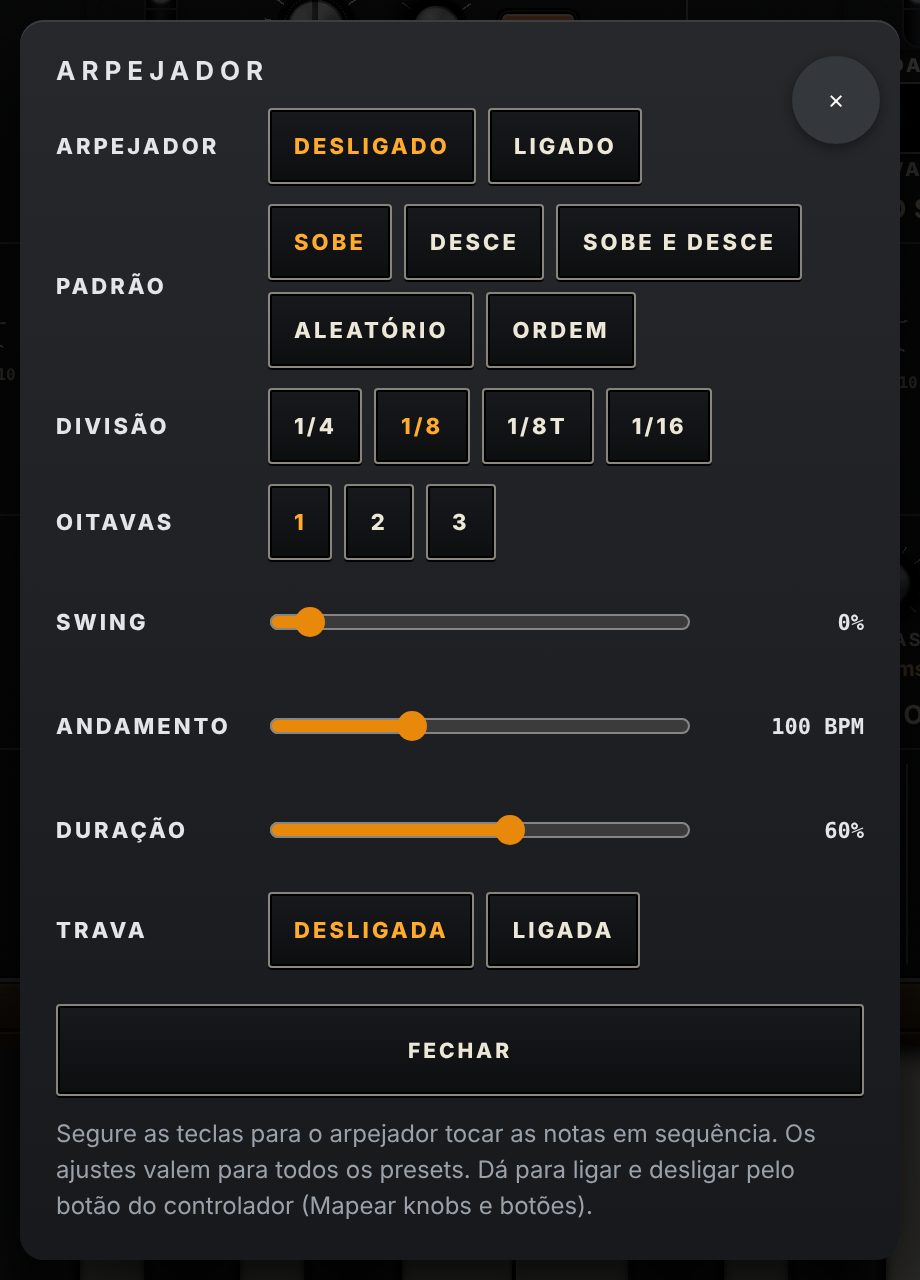 ARPEJADOR
×
ARPEJADOR DESLIGADO LIGADO
PADRÃO SOBE DESCE SOBE E DESCE
ALEATÓRIO ORDEM
DIVISÃO 1/4 1/8 1/8T 1/16
OITAVAS 1 2 3
SWING 0%
ANDAMENTO 100 BPM
DURAÇÃO 60%
TRAVA DESLIGADA LIGADA
FECHAR
Segure as teclas para o arpejador tocar as notas em sequência. Os
ajustes valem para todos os presets. Dá para ligar e desligar pelo
botão do controlador (Mapear knobs e botões).